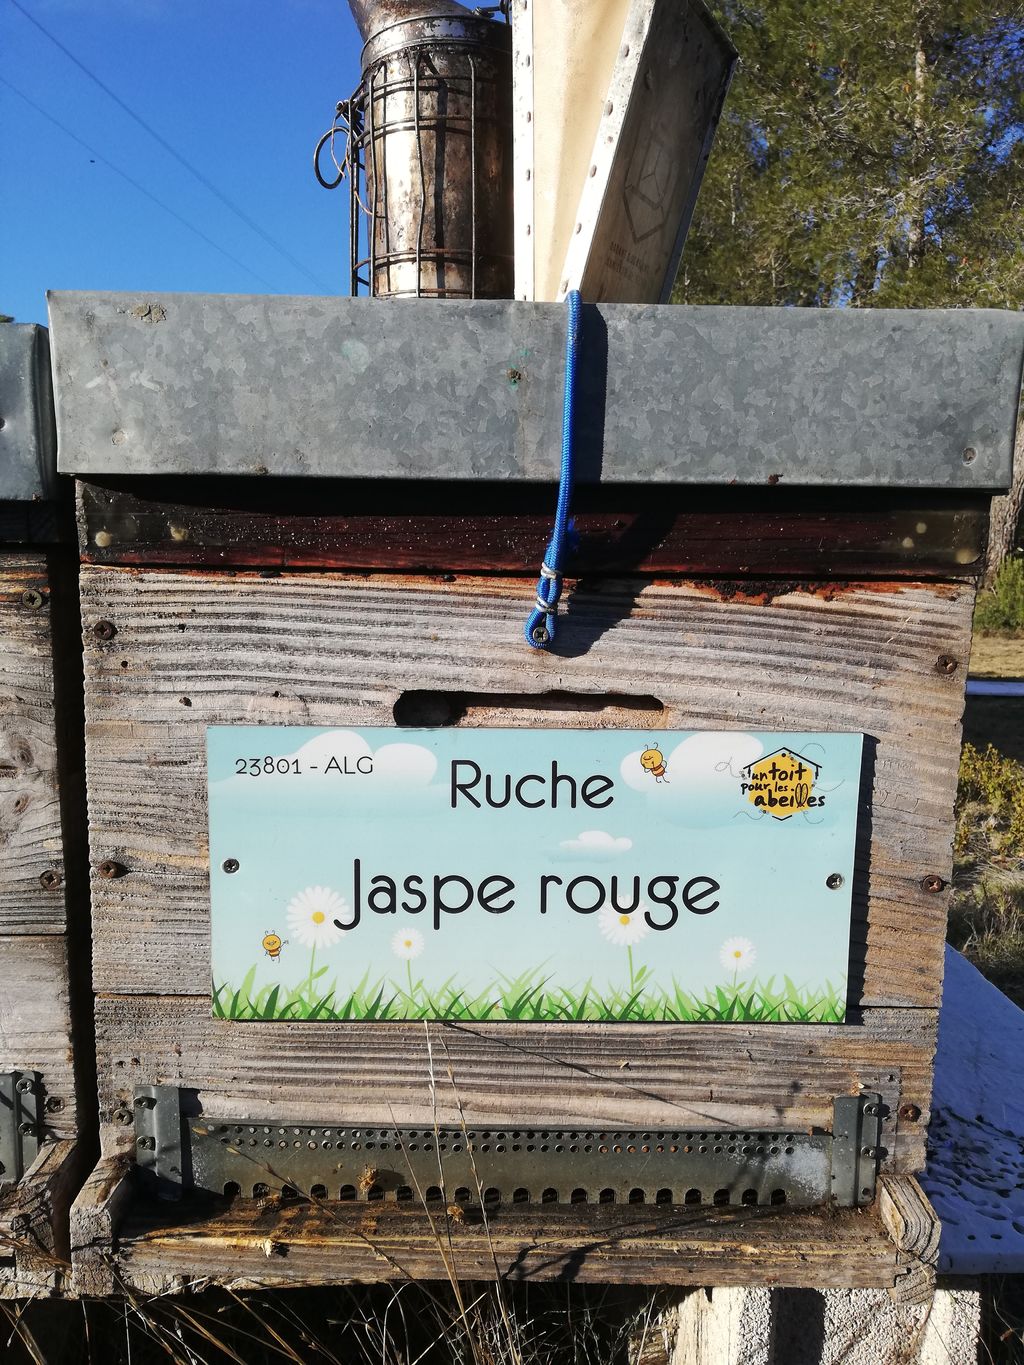 23801 - ALG
Ruche
un toit
pour les
abeilles
Jaspe rouge